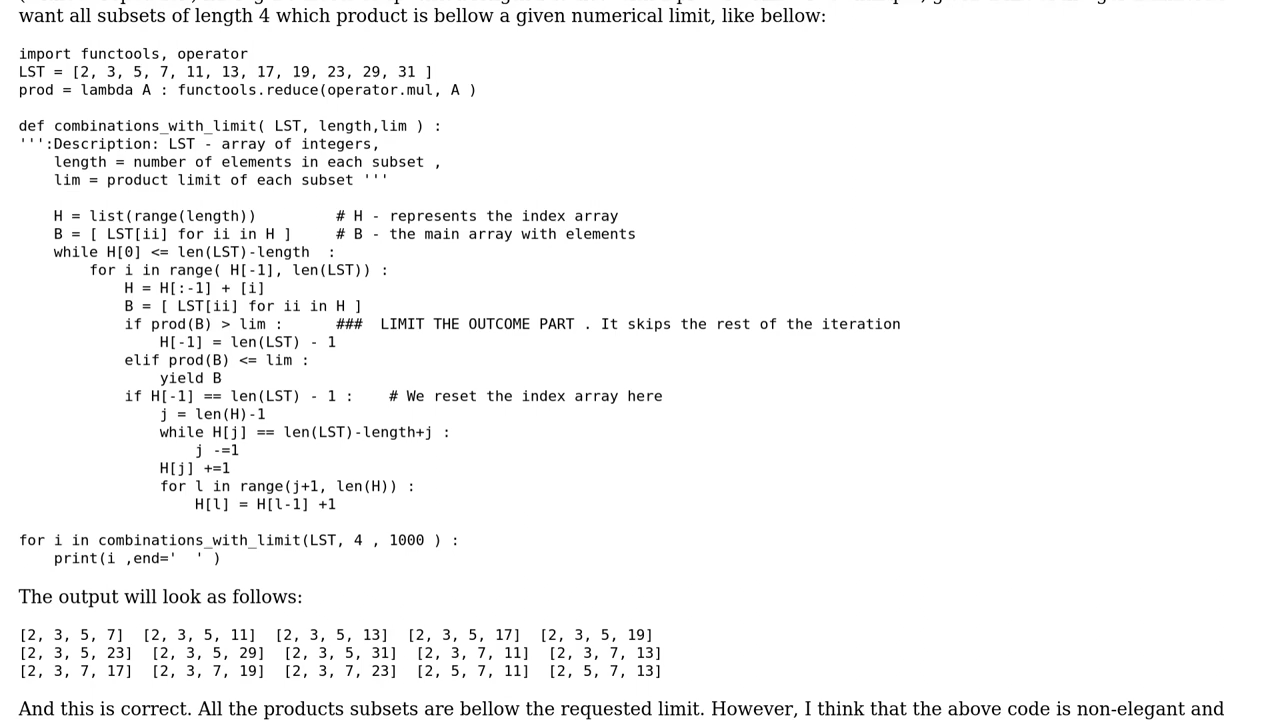 want all subsets of length 4 which product is bellow a given numerical limit, like bellow:
import functools, operator
LST = [2, 3, 5, 7, 11, 13, 17, 19, 23, 29, 31 ]
prod = lambda A : functools.reduce(operator.mul, A )
def combinations_with_limit( LST, length,lim ) :
''':Description: LST - array of integers,
    length = number of elements in each subset ,
    lim = product limit of each subset '''
    H = list(range(length))         # H - represents the index array
    B = [ LST[ii] for ii in H ]     # B - the main array with elements
    while H[0] <= len(LST)-length  :
        for i in range( H[-1], len(LST)) :
            H = H[:-1] + [i]
            B = [ LST[ii] for ii in H ]
            if prod(B) > lim :      ###  LIMIT THE OUTCOME PART . It skips the rest of the iteration
                H[-1] = len(LST) - 1
            elif prod(B) <= lim :
                yield B
            if H[-1] == len(LST) - 1 :    # We reset the index array here
                j = len(H)-1
                while H[j] == len(LST)-length+j :
                    j -=1
                H[j] +=1
                for l in range(j+1, len(H)) :
                    H[l] = H[l-1] +1
for i in combinations_with_limit(LST, 4 , 1000 ) :
    print(i ,end='  ' )
The output will look as follows:
[2, 3, 5, 7]  [2, 3, 5, 11]  [2, 3, 5, 13]  [2, 3, 5, 17]  [2, 3, 5, 19]
[2, 3, 5, 23]  [2, 3, 5, 29]  [2, 3, 5, 31]  [2, 3, 7, 11]  [2, 3, 7, 13]
[2, 3, 7, 17]  [2, 3, 7, 19]  [2, 3, 7, 23]  [2, 5, 7, 11]  [2, 5, 7, 13]
And this is correct. All the products subsets are bellow the requested limit. However, I think that the above code is non-elegant and